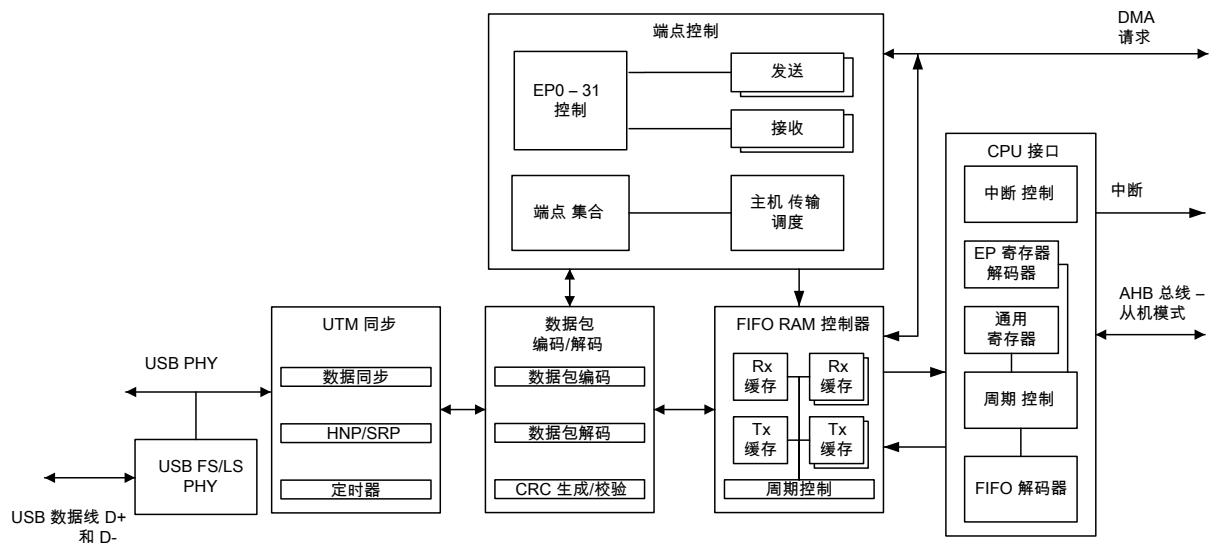 端点控制
EP0 – 31
控制
发送
接收
端点 集合
主机 传输
调度
DMA
请求
CPU 接口
中断 控制
中断
EP 寄存器
解码器
通用
寄存器
AHB 总线 –
从机模式
周期 控制
FIFO 解码器
UTM 同步
数据同步
HNP/SRP
定时器
数据包
编码/解码
数据包编码
数据包解码
CRC 生成/校验
FIFO RAM 控制器
Rx
缓存
Rx
缓存
Tx
缓存
Tx
缓存
周期控制
USB PHY
USB FS/LS
PHY
USB 数据线 D+
和 D-